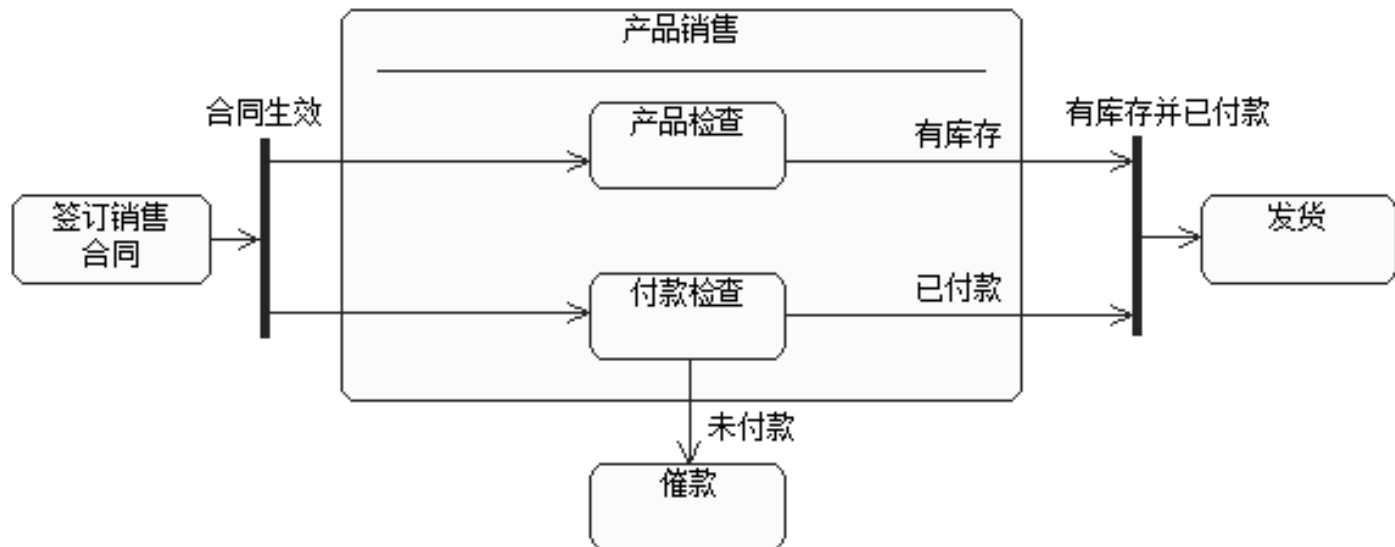 产品销售
合同生效
产品检查
有库存
有库存并已付款
签订销售
合同
发货
付款检查
已付款
未付款
催款